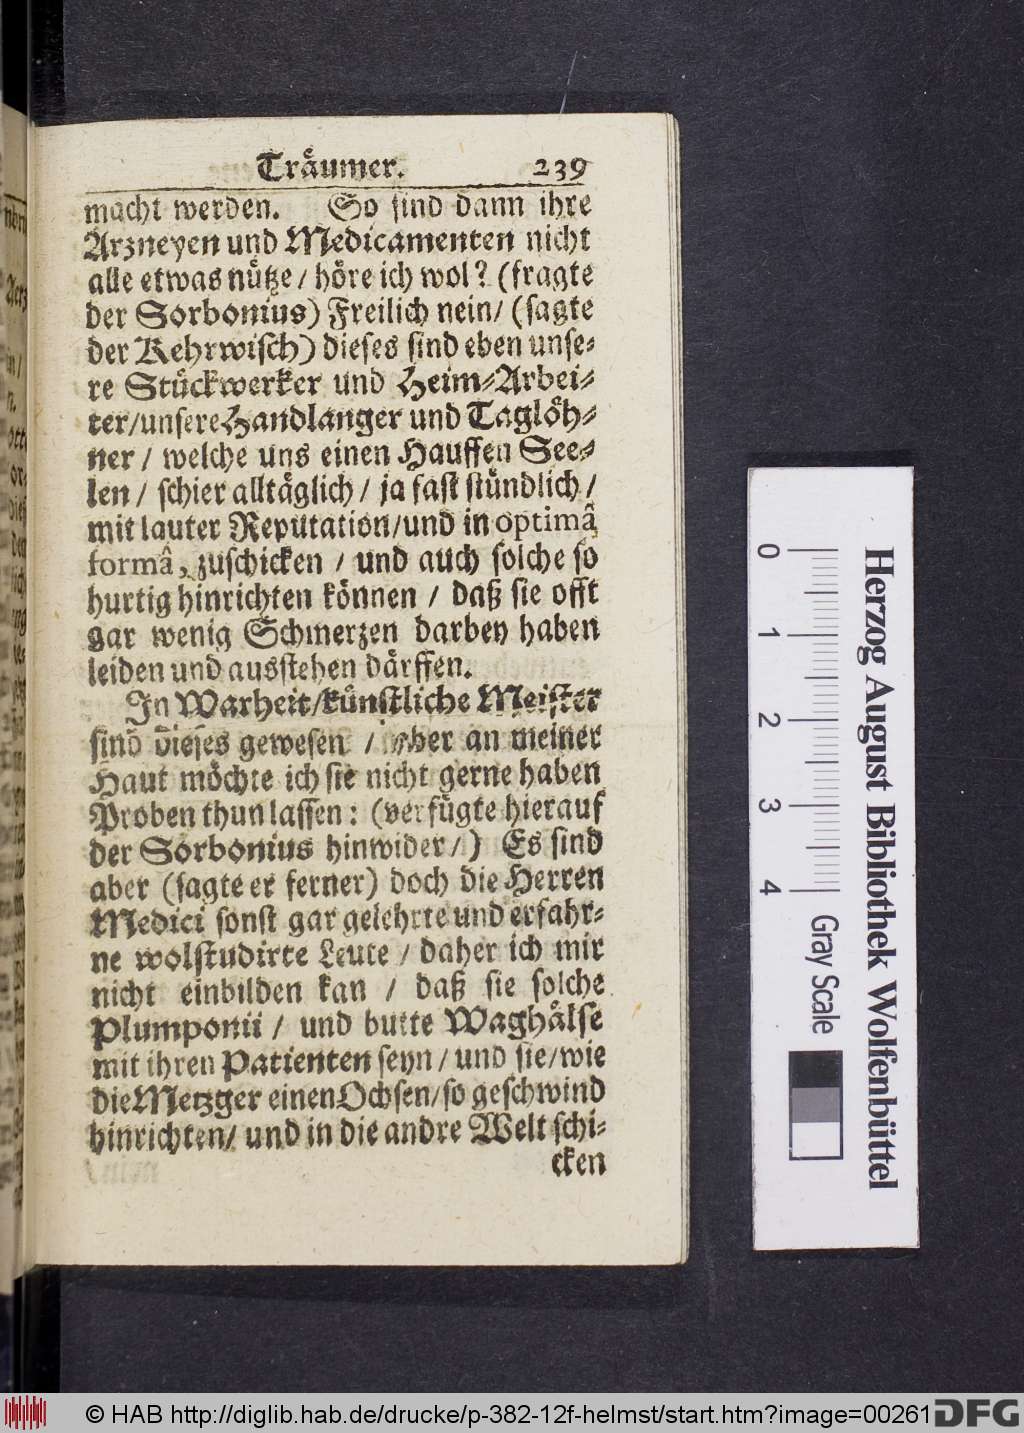 Träumer. 239
macht werden. So sind dann ihre
Arzneyen und Medicamenten nicht
alle etwas nütze / höre ich wol? (fragte
der Sorbonius) Freilich nein/ (sagte
der Kehrwisch) dieses sind eben unse-
re Stückwerker und Heim-Arbei-
ter/unsere Handlanger und Taglöh-
ner / welche uns einen Hauffen See-
len / schier alltäglich / ja fast stündlich /
mit lauter Reputation/und in optimâ
formâ, zuschicken / und auch solche so
hurtig hinrichten können / daß sie offt
gar wenig Schmerzen darbey haben
leiden und ausstehen därffen.
In Warheit/künstliche Meister
sind dieses gewesen / aber an meiner
Haut möchte ich sie nicht gerne haben
Proben thun lassen: (verfügte hierauf
der Sorbonius hinwider/) Es sind
aber (sagte er ferner) doch die Herren
Medici sonst gar gelehrte und erfahr-
ne wolstudirte Leute / daher ich mir
nicht einbilden kan / daß sie solche
Plumponii / und butte Waghälse
mit ihren Patienten seyn / und sie/wie
die Metzger einen Ochsen/so geschwind
hinrichten/ und in die andre Welt schi-
cken
0 1 2 3 4
Gray Scale
Herzog August Bibliothek Wolfenbüttel
© HAB http://diglib.hab.de/drucke/p-382-12f-helmst/start.htm?image=00261
DFG